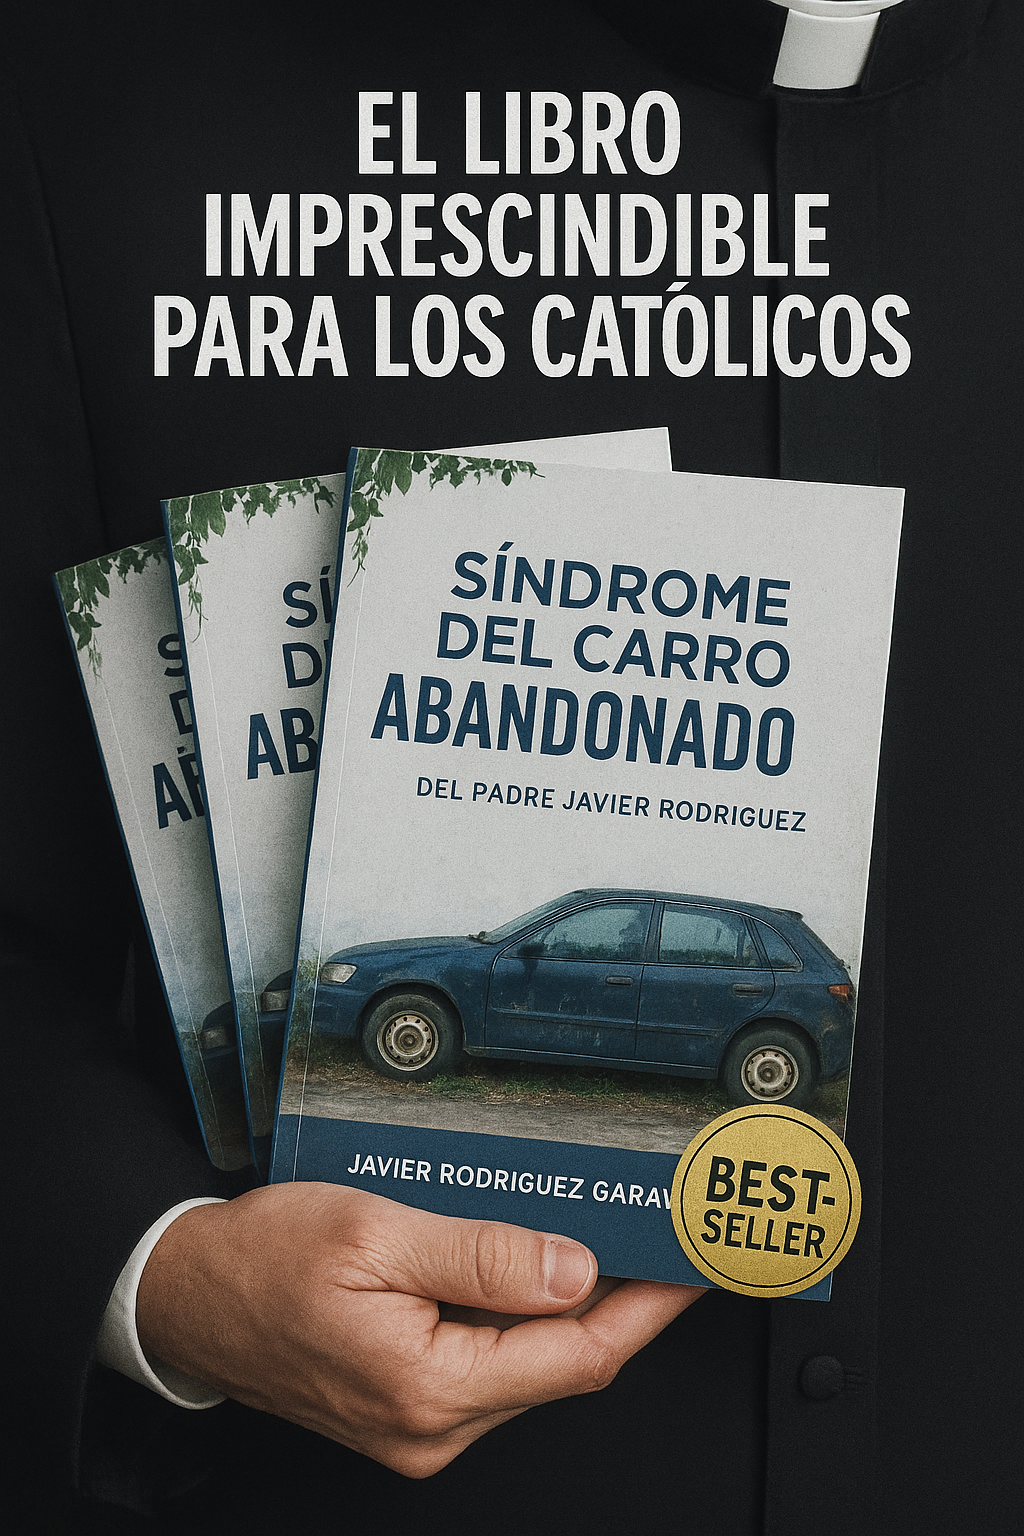 EL LIBRO
IMPRESCINDIBLE
PARA LOS CATÓLICOS
SÍNDROME
DEL CARRO
ABANDONADO
DEL PADRE JAVIER RODRIGUEZ
JAVIER RODRIGUEZ
BEST-
SELLER